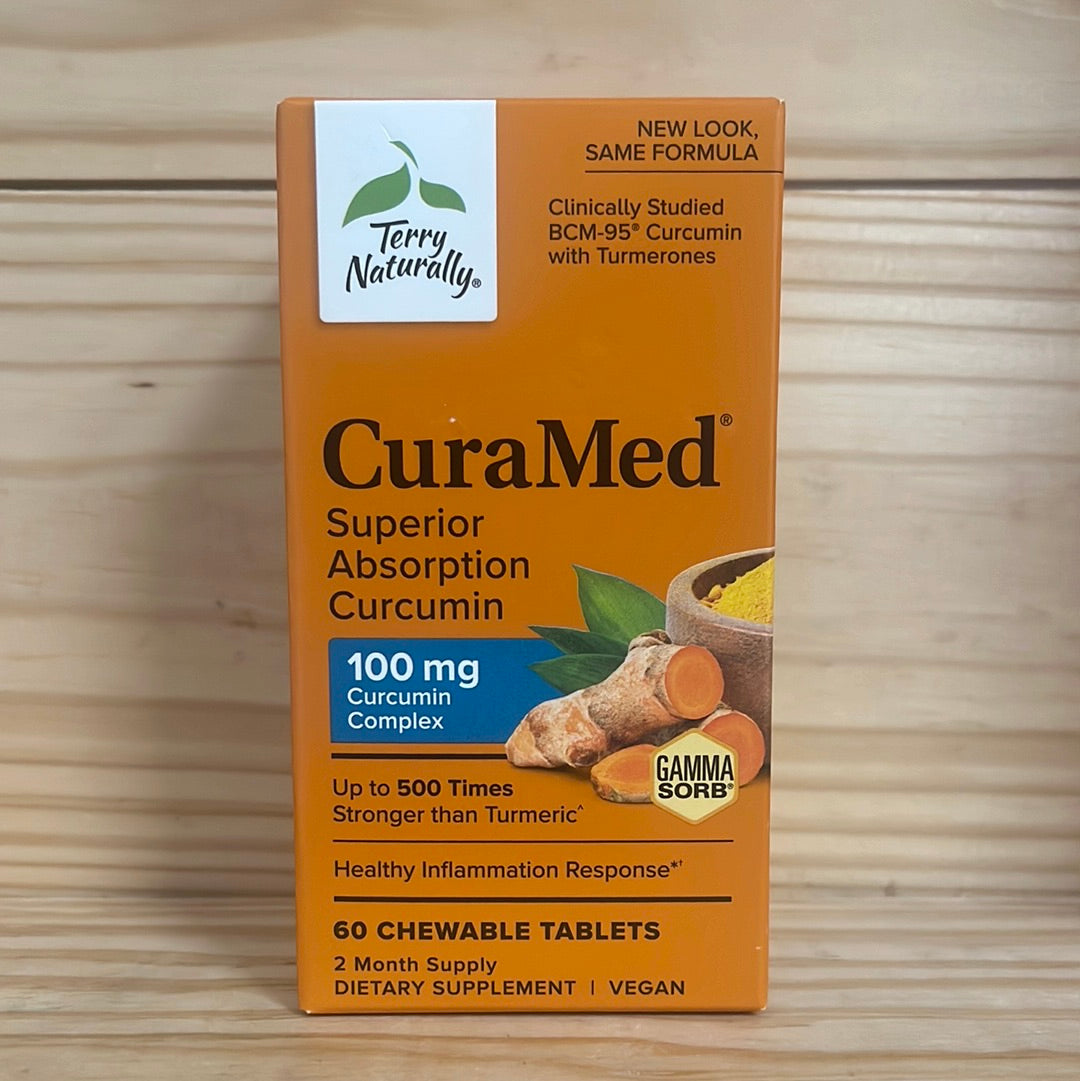 Terry
Naturally®
NEW LOOK,
SAME FORMULA
Clinically Studied
BCM-95® Curcumin
with Turmerones
CuraMed®
Superior
Absorption
Curcumin
100 mg
Curcumin
Complex
GAMMA
SORB®
Up to 500 Times
Stronger than Turmeric^
Healthy Inflammation Response*†
60 CHEWABLE TABLETS
2 Month Supply
DIETARY SUPPLEMENT | VEGAN